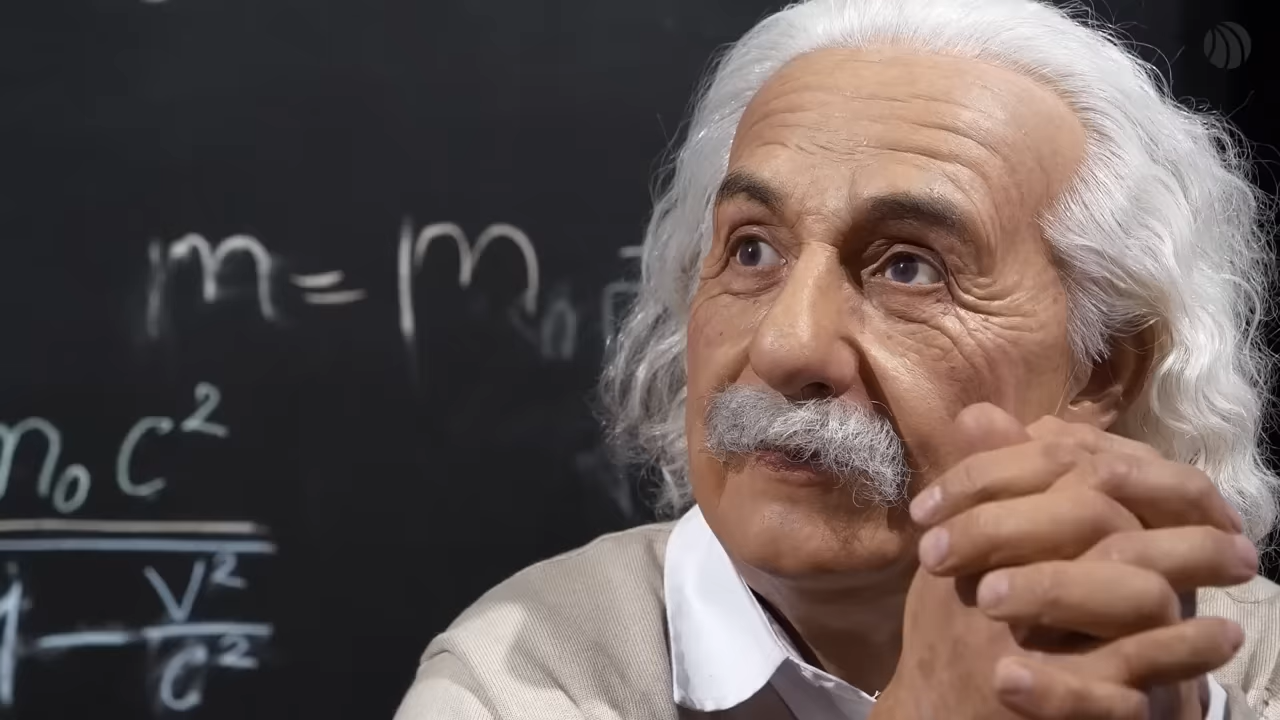 m = m₀
m₀c²
1 - v²
c²